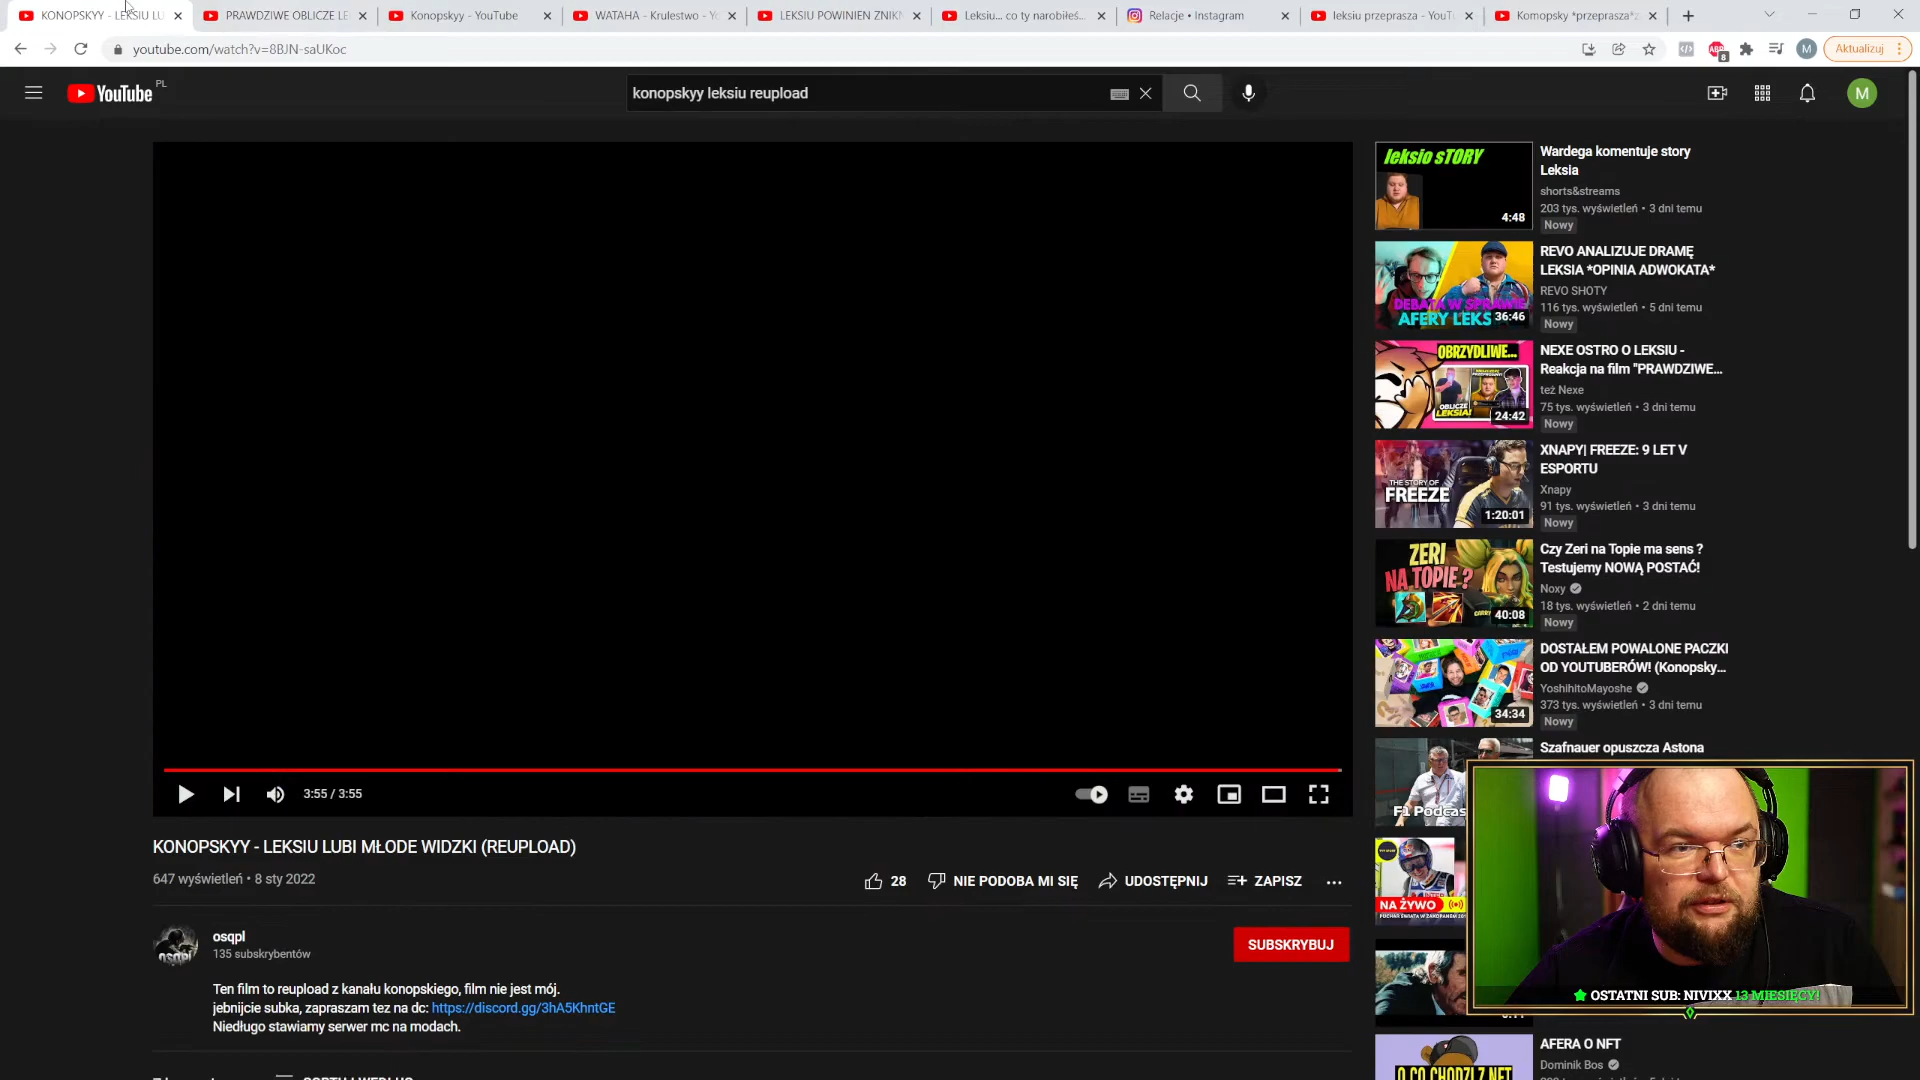 KONOPSKYY - LEKSIU LU
PRAWDZIWE OBLICZE LE
Konopskyy - YouTube
WATAHA - Krulestwo - Yo
LEKSIU POWINIEN ZNIKN
Leksiu... co ty narobiłeś...
Relacje • Instagram
leksiu przeprasza - YouT
Komopsky *przeprasza*
youtube.com/watch?v=8BJN-saUKoc
ABP
8
M
Aktualizuj
YouTube PL
konopskyy leksiu reupload
M
leksio sTORY
4:48
Wardega komentuje story
Leksia
shorts&streams
203 tys. wyświetleń • 3 dni temu
Nowy
DEBATA W SPRAWIE
AFERY LEKS
36:46
REVO ANALIZUJE DRAMĘ
LEKSIA *OPINIA ADWOKATA*
REVO SHOTY
116 tys. wyświetleń • 5 dni temu
Nowy
OBRZYDLIWE...
OBLICZE
LEKSIA!
24:42
NEXE OSTRO O LEKSIU -
Reakcja na film "PRAWDZIWE...
też Nexe
75 tys. wyświetleń • 3 dni temu
Nowy
THE STORY OF
FREEZE
1:20:01
XNAPY| FREEZE: 9 LET V
ESPORTU
Xnapy
91 tys. wyświetleń • 3 dni temu
Nowy
ZERI
NA TOPIE?
40:08
Czy Zeri na Topie ma sens ?
Testujemy NOWĄ POSTAĆ!
Noxy
18 tys. wyświetleń • 2 dni temu
Nowy
34:34
DOSTAŁEM POWALONE PACZKI
OD YOUTUBERÓW! (Konopsky...
YoshihitoMayoshe
373 tys. wyświetleń • 3 dni temu
Nowy
F1 Podcas
Szafnauer opuszcza Astona
NA ŻYWO
3:55 / 3:55
KONOPSKYY - LEKSIU LUBI MŁODE WIDZKI (REUPLOAD)
647 wyświetleń • 8 sty 2022
28
NIE PODOBA MI SIĘ
UDOSTĘPNIJ
ZAPISZ
osqpl
135 subskrybentów
SUBSKRYBUJ
Ten film to reupload z kanału konopskiego, film nie jest mój.
jebnijcie subka, zapraszam tez na dc: https://discord.gg/3hA5KhntGE
Niedługo stawiamy serwer mc na modach.
OSTATNI SUB: NIVIXX 13 MIESIĘCY!
O CO CHODZI Z NFT
AFERA O NFT
Dominik Bos